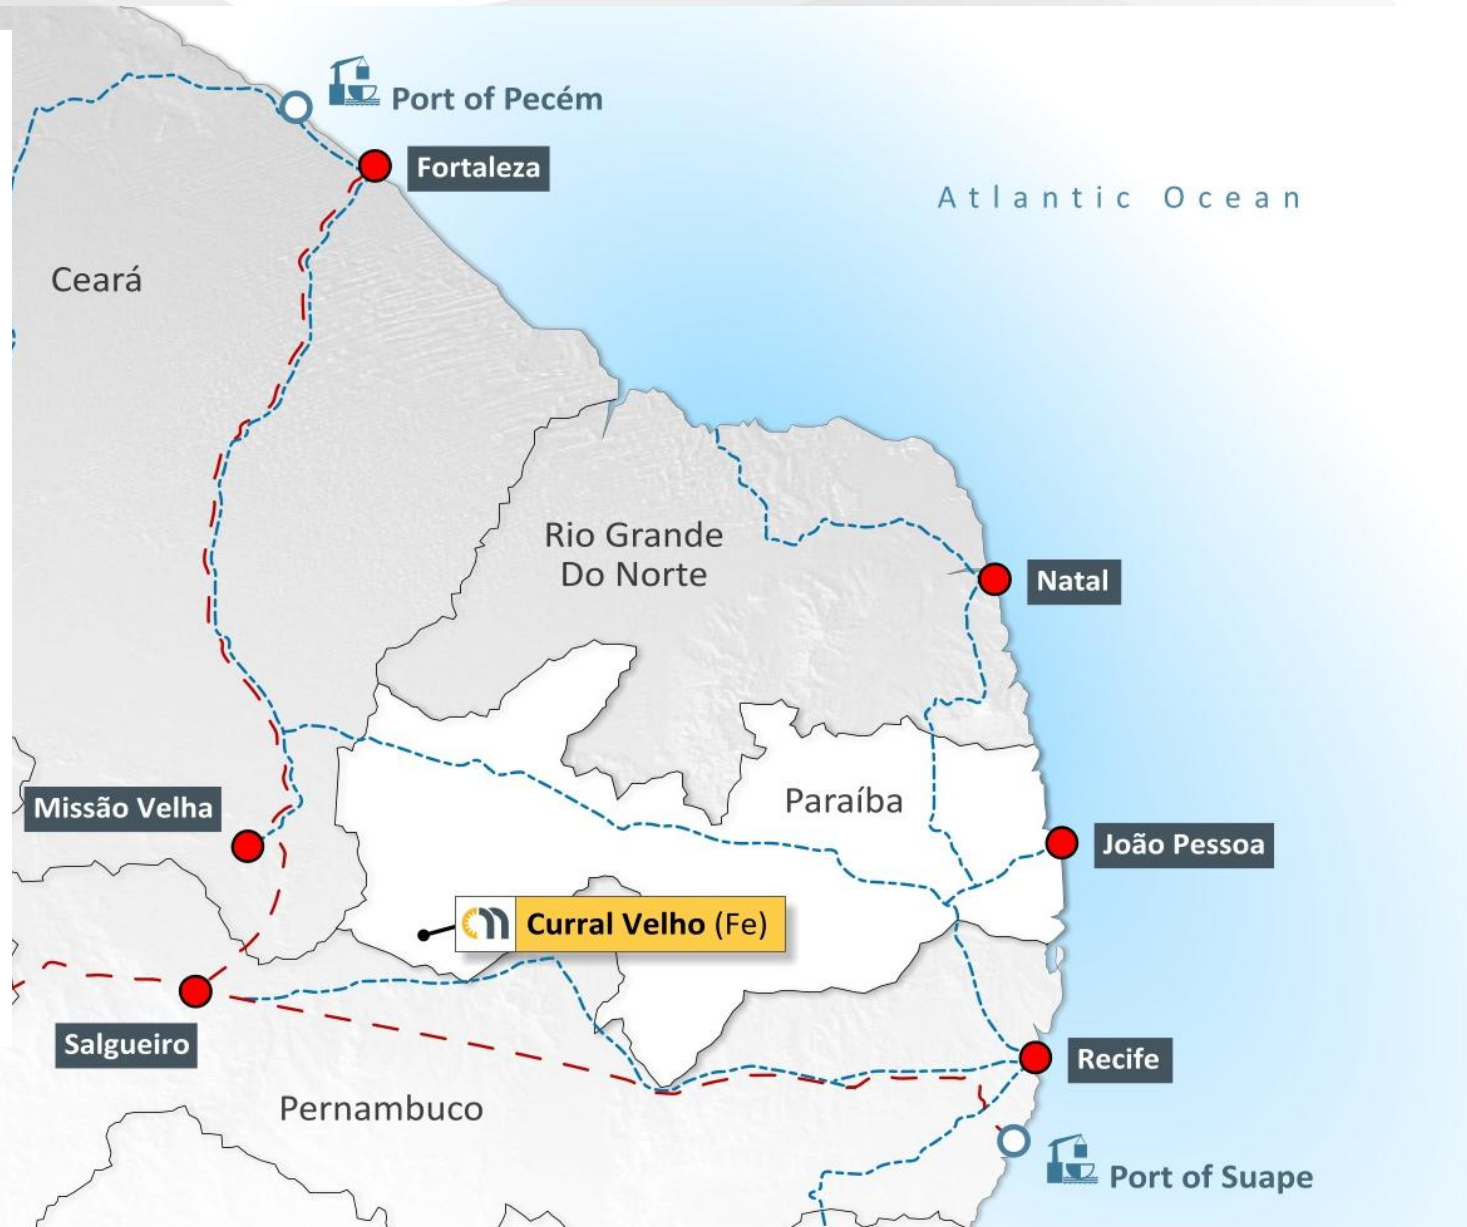 Port of Pecém
Fortaleza
Atlantic Ocean
Ceará
Rio Grande
Do Norte
Natal
Missão Velha
Paraíba
João Pessoa
Curral Velho (Fe)
Salgueiro
Recife
Pernambuco
Port of Suape